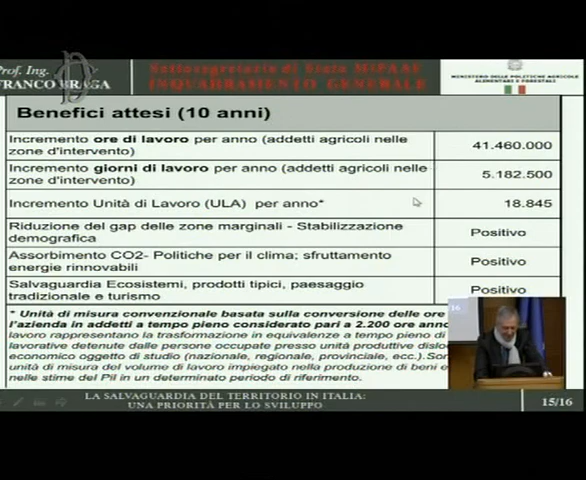 Prof. Ing.
FRANCO BRAGA
Sottosegretario di Stato MiPAAF
INQUADRAMENTO GENERALE
MINISTERO DELLE POLITICHE AGRICOLE
ALIMENTARI E FORESTALI
Benefici attesi (10 anni)
Incremento ore di lavoro per anno (addetti agricoli nelle
zone d'intervento)
41.460.000
Incremento giorni di lavoro per anno (addetti agricoli nelle
zone d'intervento)
5.182.500
Incremento Unità di Lavoro (ULA) per anno*
18.845
Riduzione del gap delle zone marginali - Stabilizzazione
demografica
Positivo
Assorbimento CO2- Politiche per il clima; sfruttamento
energie rinnovabili
Positivo
Salvaguardia Ecosistemi, prodotti tipici, paesaggio
tradizionale e turismo
Positivo
* Unità di misura convenzionale basata sulla conversione delle ore
l'azienda in addetti a tempo pieno considerato pari a 2.200 ore anno
lavoro rappresentano la trasformazione in equivalenze a tempo pieno di
lavorative detenute dalle persone occupate presso unità produttive dislo
economico oggetto di studio (nazionale, regionale, provinciale, ecc.).Son
unità di misura del volume di lavoro impiegato nella produzione di beni e
nelle stime del Pil in un determinato periodo di riferimento.
/16
LA SALVAGUARDIA DEL TERRITORIO IN ITALIA:
UNA PRIORITÀ PER LO SVILUPPO
15/16